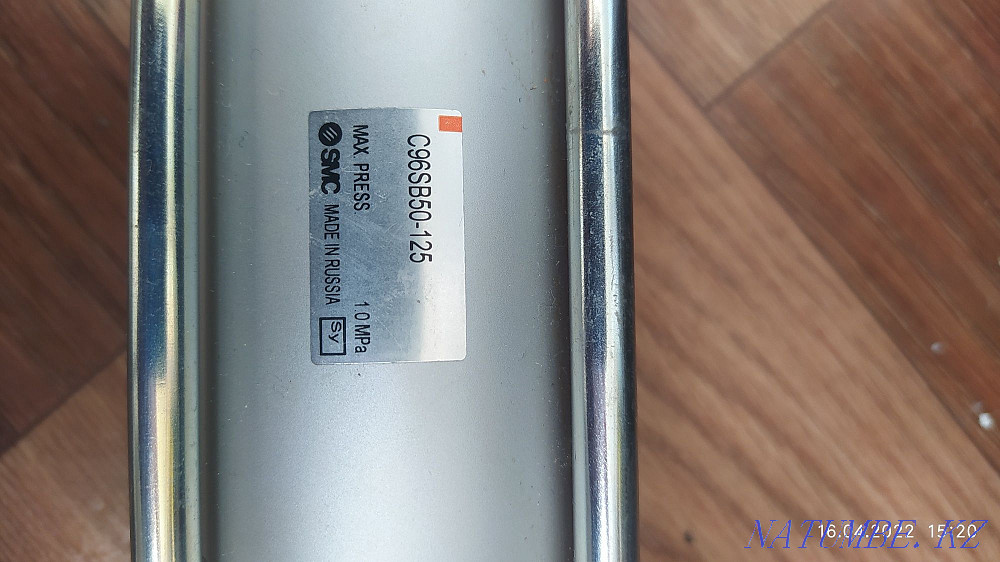 C96SB50-125
MAX. PRESS. 1.0 MPa
SMC MADE IN RUSSIA Sy
16.04.2022 15:20
NATUMBE.KZ